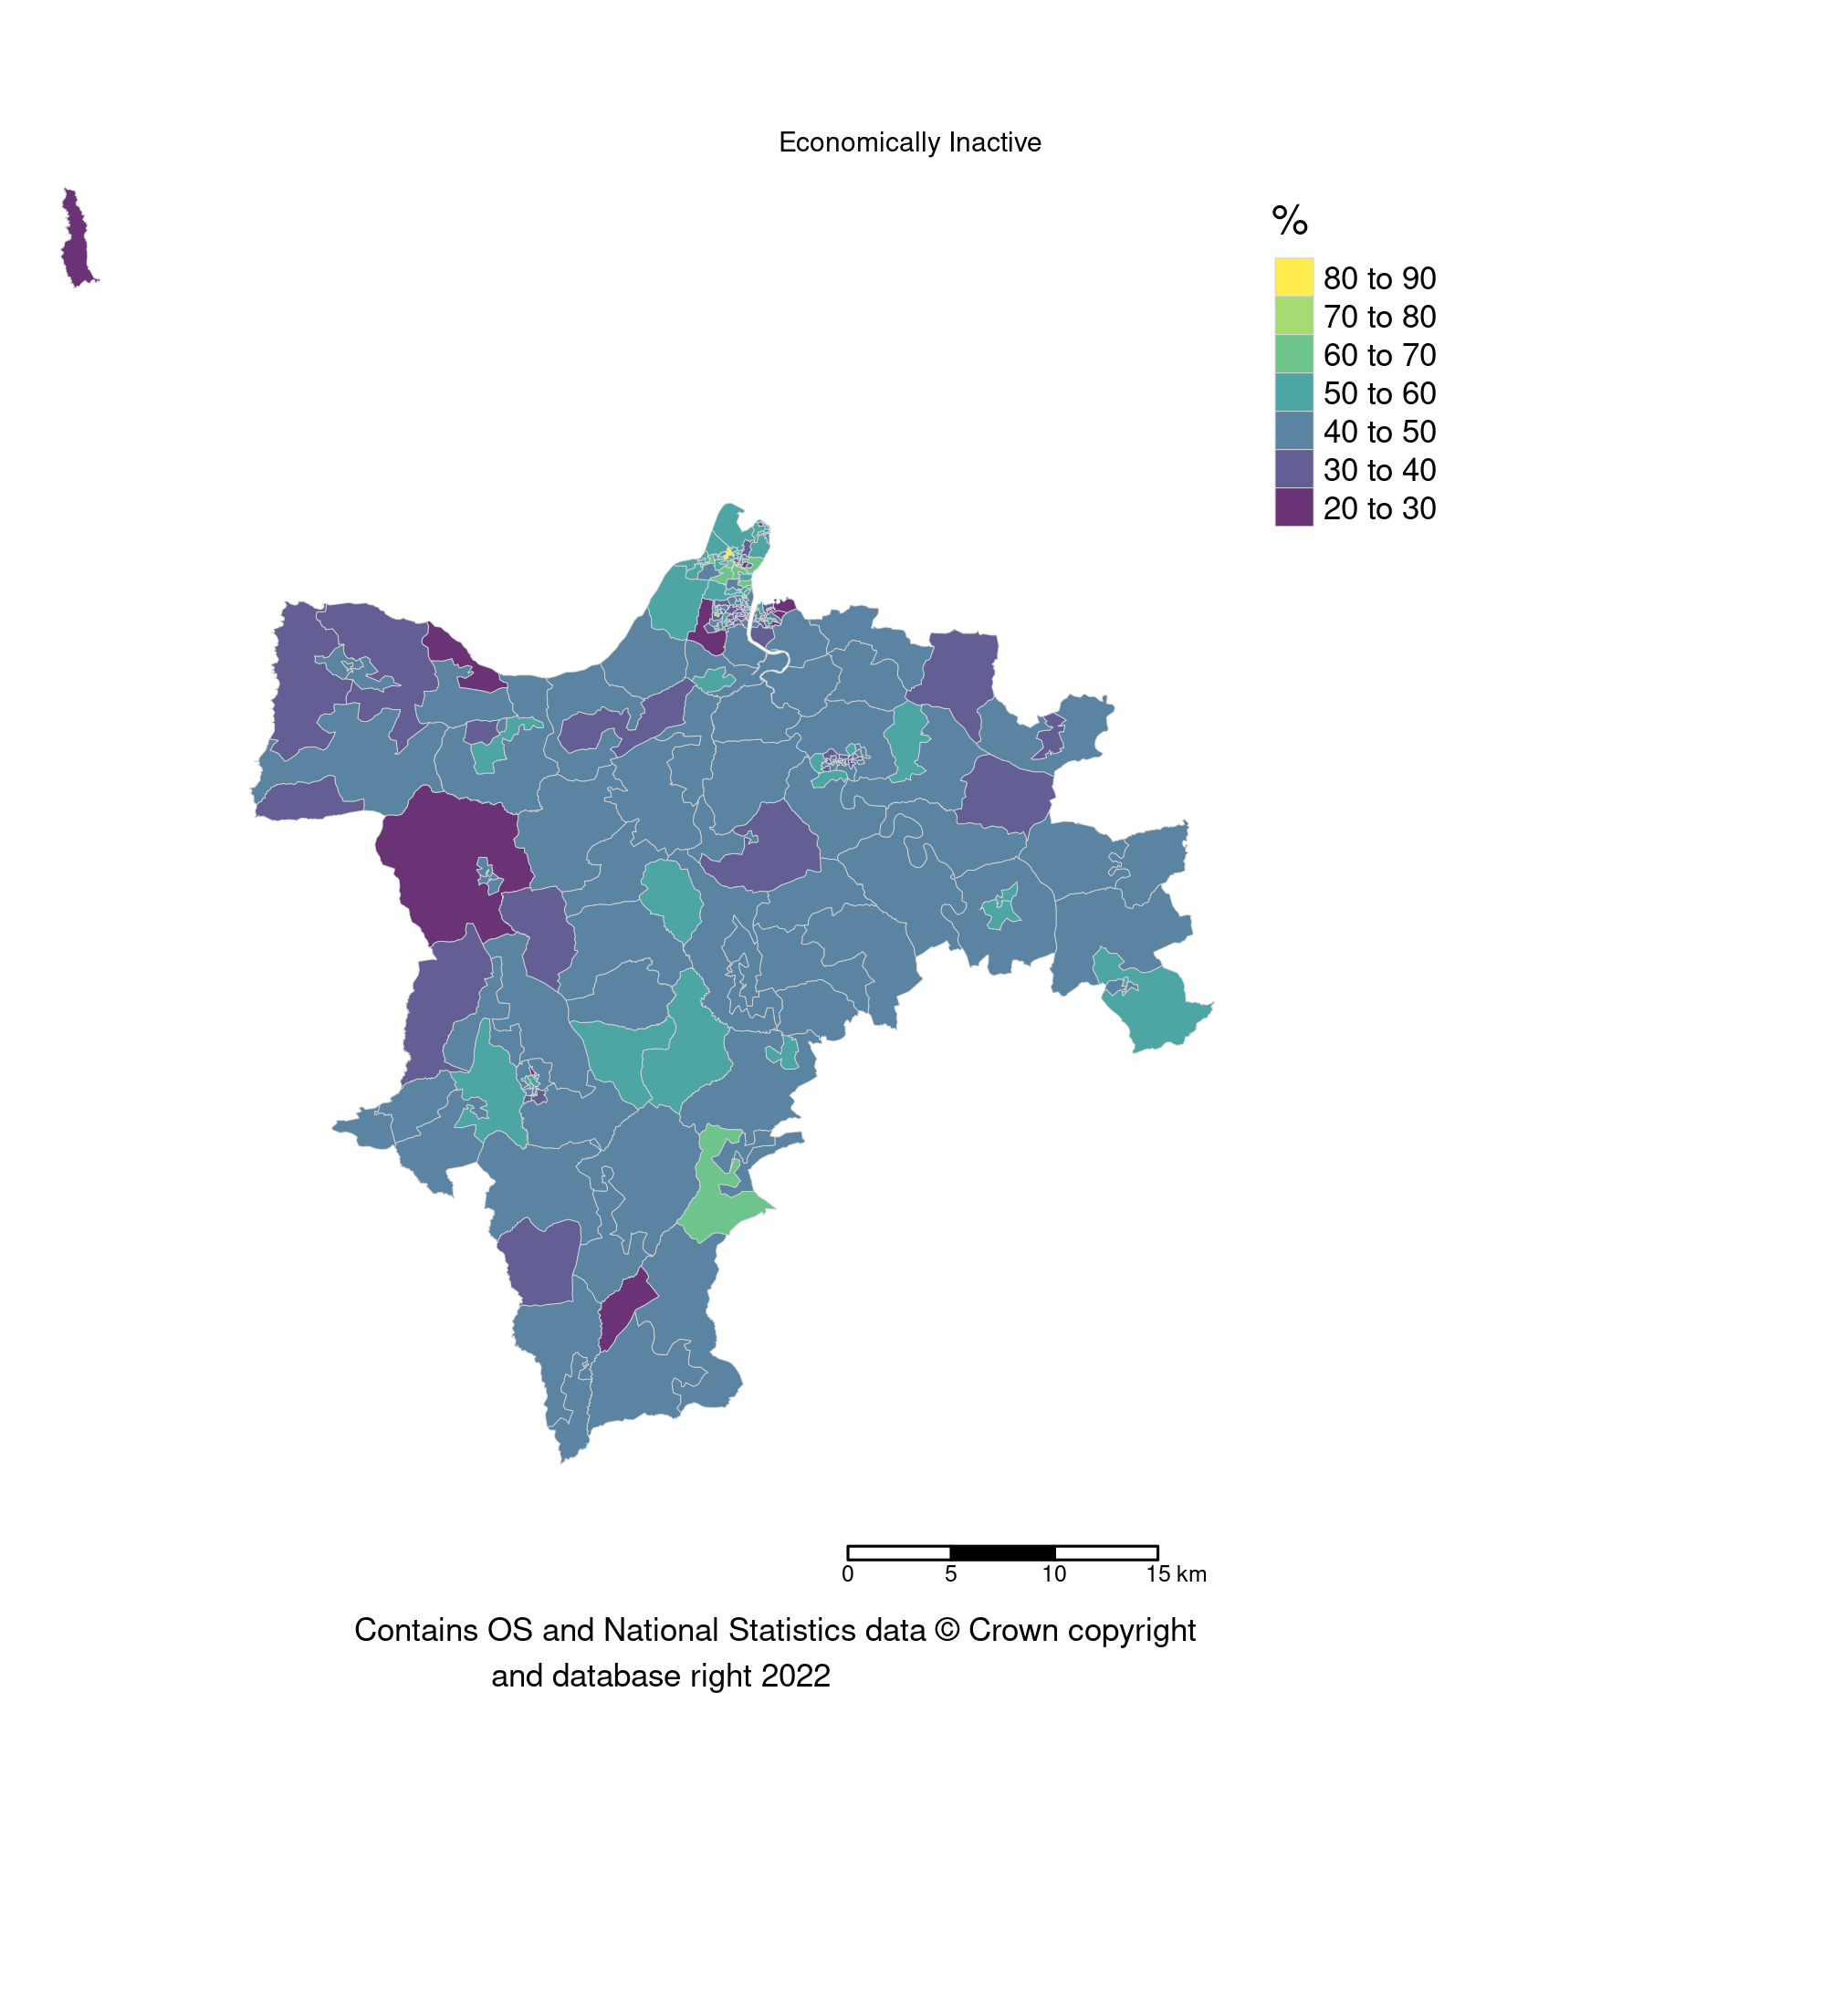 Economically Inactive
%
80 to 90
70 to 80
60 to 70
50 to 60
40 to 50
30 to 40
20 to 30
0 5 10 15 km
Contains OS and National Statistics data © Crown copyright
and database right 2022